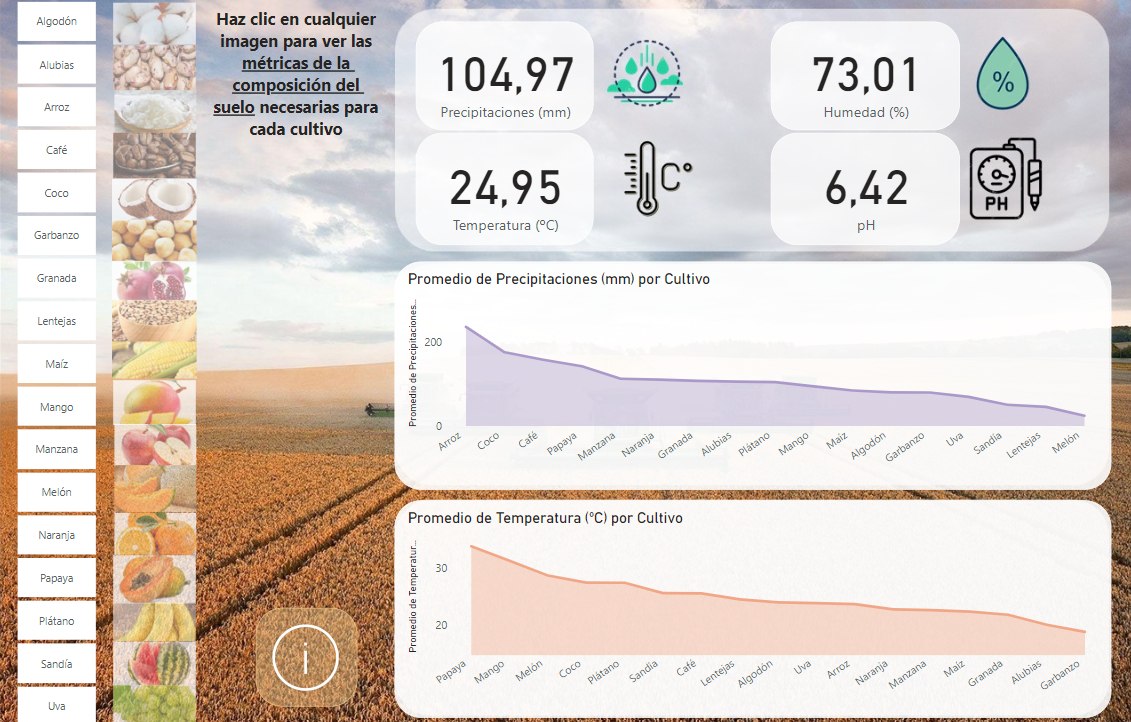 Algodón
Alubias
Arroz
Café
Coco
Garbanzo
Granada
Lentejas
Maíz
Mango
Manzana
Melón
Naranja
Papaya
Plátano
Sandía
Uva
Haz clic en cualquier
imagen para ver las
métricas de la
composición del
suelo necesarias para
cada cultivo
104,97
Precipitaciones (mm)
73,01
Humedad (%)
%
24,95
Temperatura (ºC)
C°
6,42
pH
PH
Promedio de Precipitaciones (mm) por Cultivo
Promedio de Precipitaciones...
200
0
Arroz
Coco
Café
Papaya
Manzana
Naranja
Granada
Alubias
Plátano
Mango
Maíz
Algodón
Garbanzo
Uva
Sandía
Lentejas
Melón
Promedio de Temperatura (ºC) por Cultivo
Promedio de Temperatur...
30
20
Papaya
Mango
Melón
Coco
Plátano
Sandía
Café
Lentejas
Algodón
Uva
Arroz
Naranja
Manzana
Maíz
Granada
Alubias
Garbanzo
i